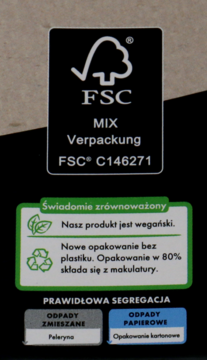 FSC
MIX
Verpackung
FSC® C146271
Świadomie zrównoważony
Nasz produkt jest wegański.
Nowe opakowanie bez
plastiku. Opakowanie w 80%
składa się z makulatury.
PRAWIDŁOWA SEGREGACJA
ODPADY
ZMIESZANE
Peleryna
ODPADY
PAPIEROWE
Opakowanie kartonowe